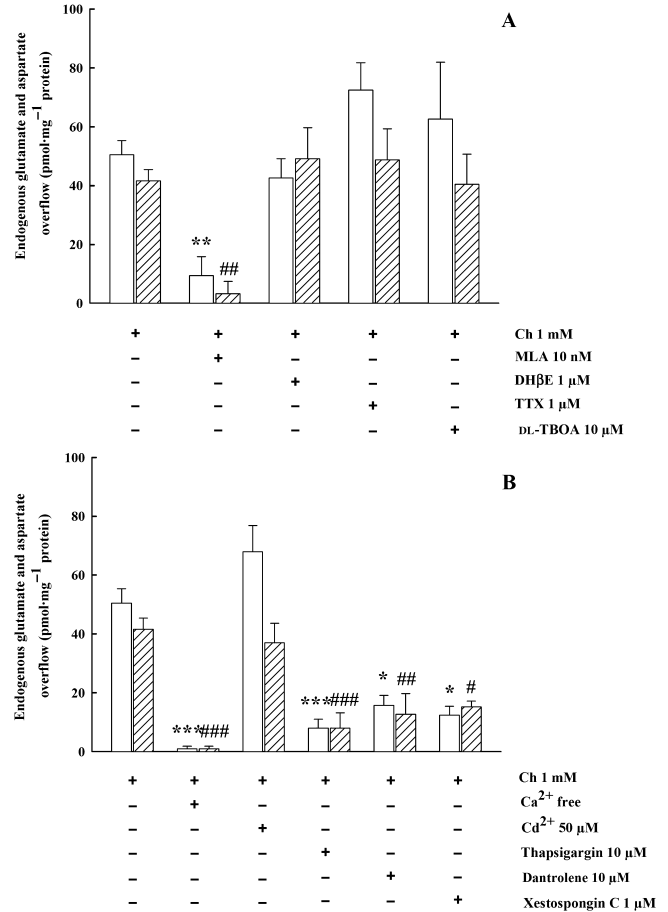 A
Endogenous glutamate and aspartate
overflow (pmol·mg−1 protein)
100
80
60
40
20
0
** ##
+ + + + + Ch 1 mM
− + − − − MLA 10 nM
− − + − − DHβE 1 μM
− − − + − TTX 1 μM
− − − − + DL-TBOA 10 μM
B
Endogenous glutamate and aspartate
overflow (pmol·mg−1 protein)
100
80
60
40
20
0
*** ### *** ### * ## * #
+ + + + + + Ch 1 mM
− + − − − − Ca2+ free
− − + − − − Cd2+ 50 μM
− − − + − − Thapsigargin 10 μM
− − − − + − Dantrolene 10 μM
− − − − − + Xestospongin C 1 μM